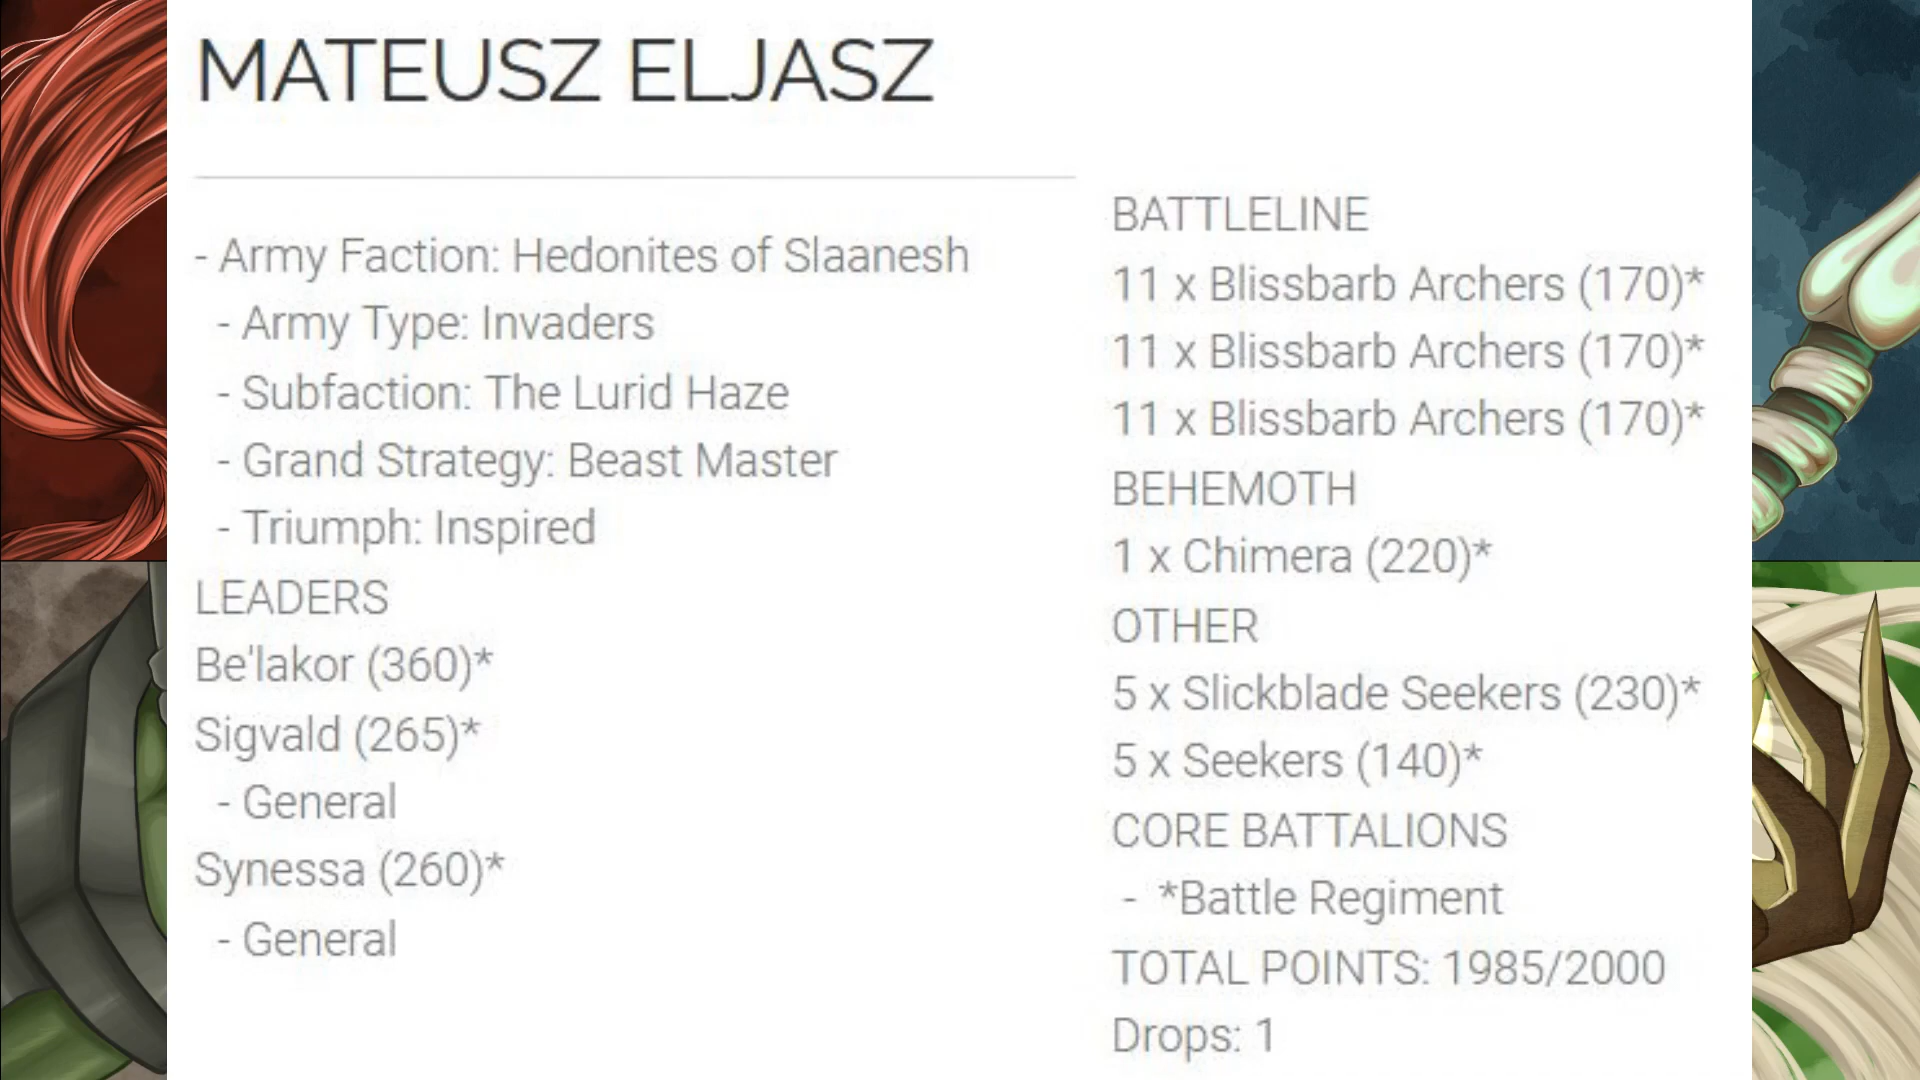 MATEUSZ ELJASZ
- Army Faction: Hedonites of Slaanesh
- Army Type: Invaders
- Subfaction: The Lurid Haze
- Grand Strategy: Beast Master
- Triumph: Inspired
LEADERS
Be'lakor (360)*
Sigvald (265)*
- General
Synessa (260)*
- General
BATTLELINE
11 x Blissbarb Archers (170)*
11 x Blissbarb Archers (170)*
11 x Blissbarb Archers (170)*
BEHEMOTH
1 x Chimera (220)*
OTHER
5 x Slickblade Seekers (230)*
5 x Seekers (140)*
CORE BATTALIONS
- *Battle Regiment
TOTAL POINTS: 1985/2000
Drops: 1